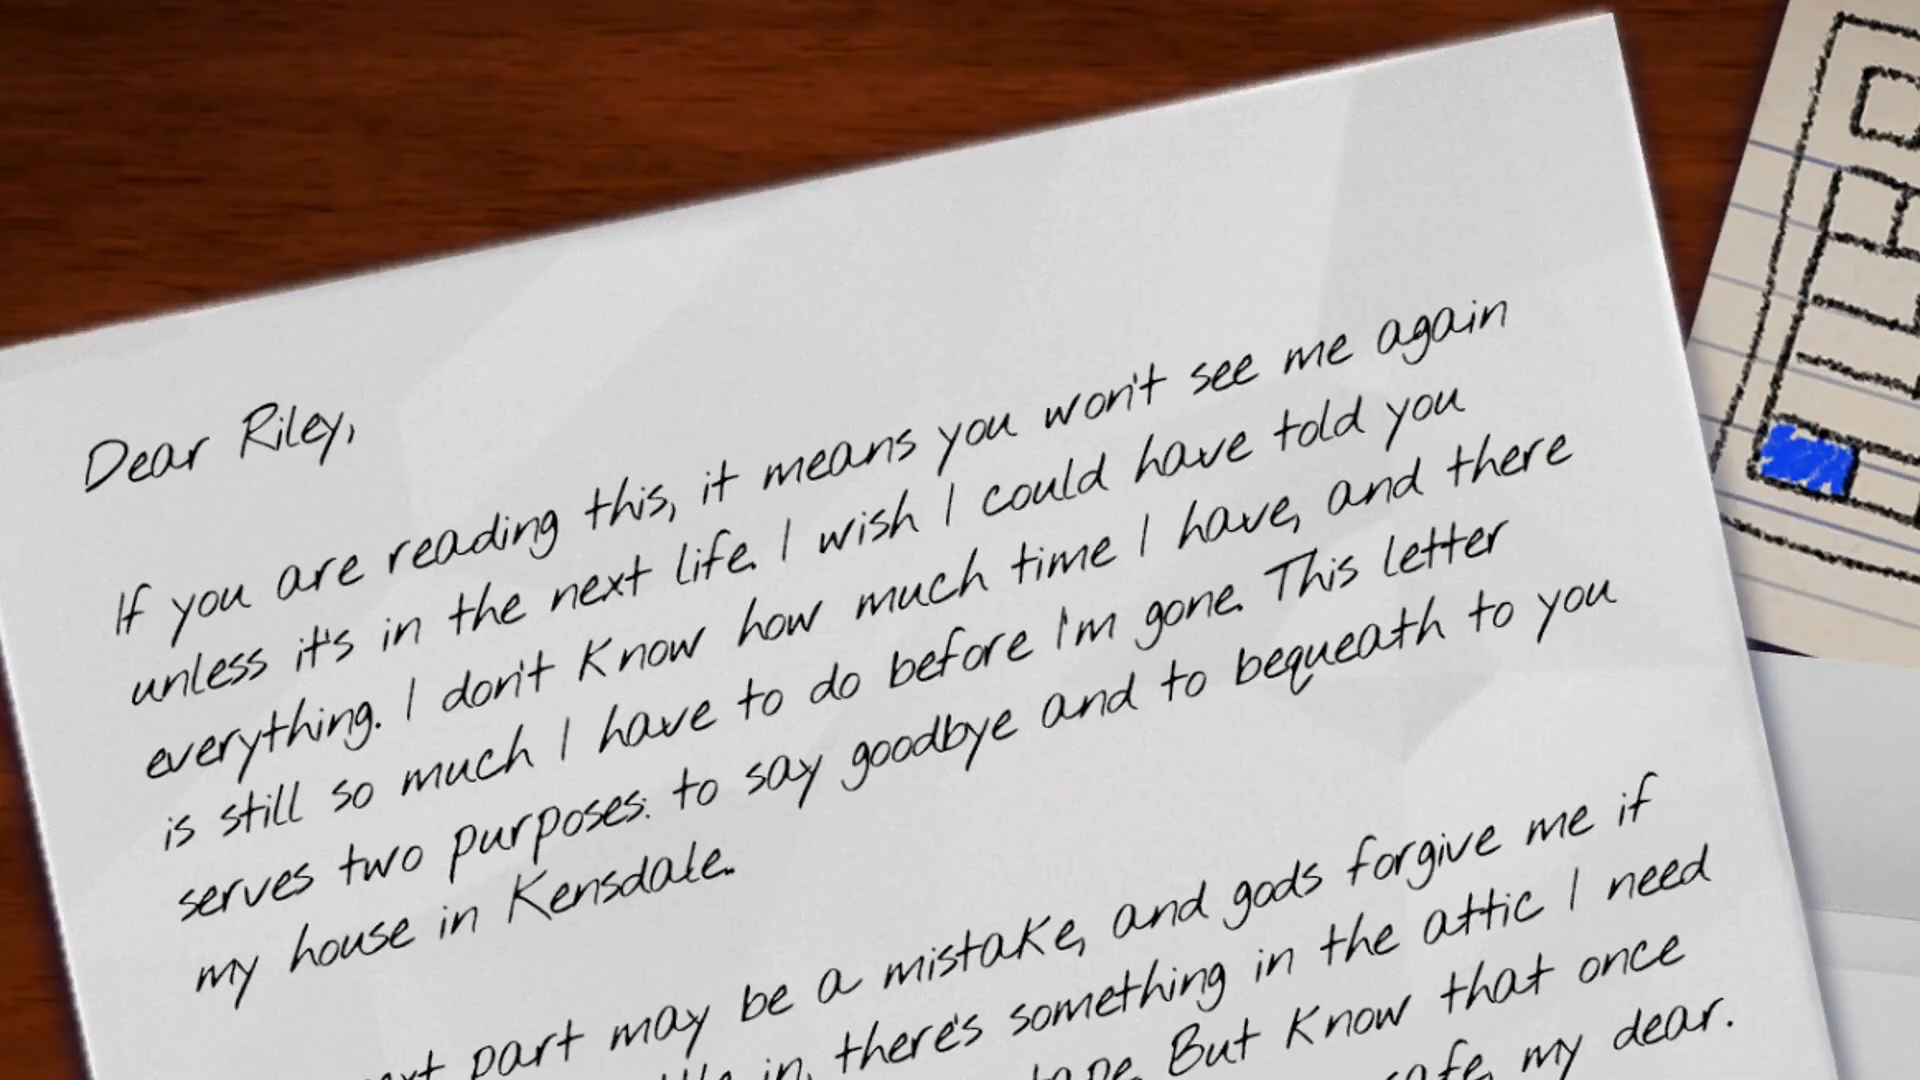 Dear Riley,
If you are reading this, it means you won't see me again
unless it's in the next life. I wish I could have told you
everything. I don't know how much time I have, and there
is still so much I have to do before I'm gone. This letter
serves two purposes: to say goodbye and to bequeath to you
my house in Kensdale.
part may be a mistake, and gods forgive me if
in, there's something in the attic I need
But know that once
safe, my dear.